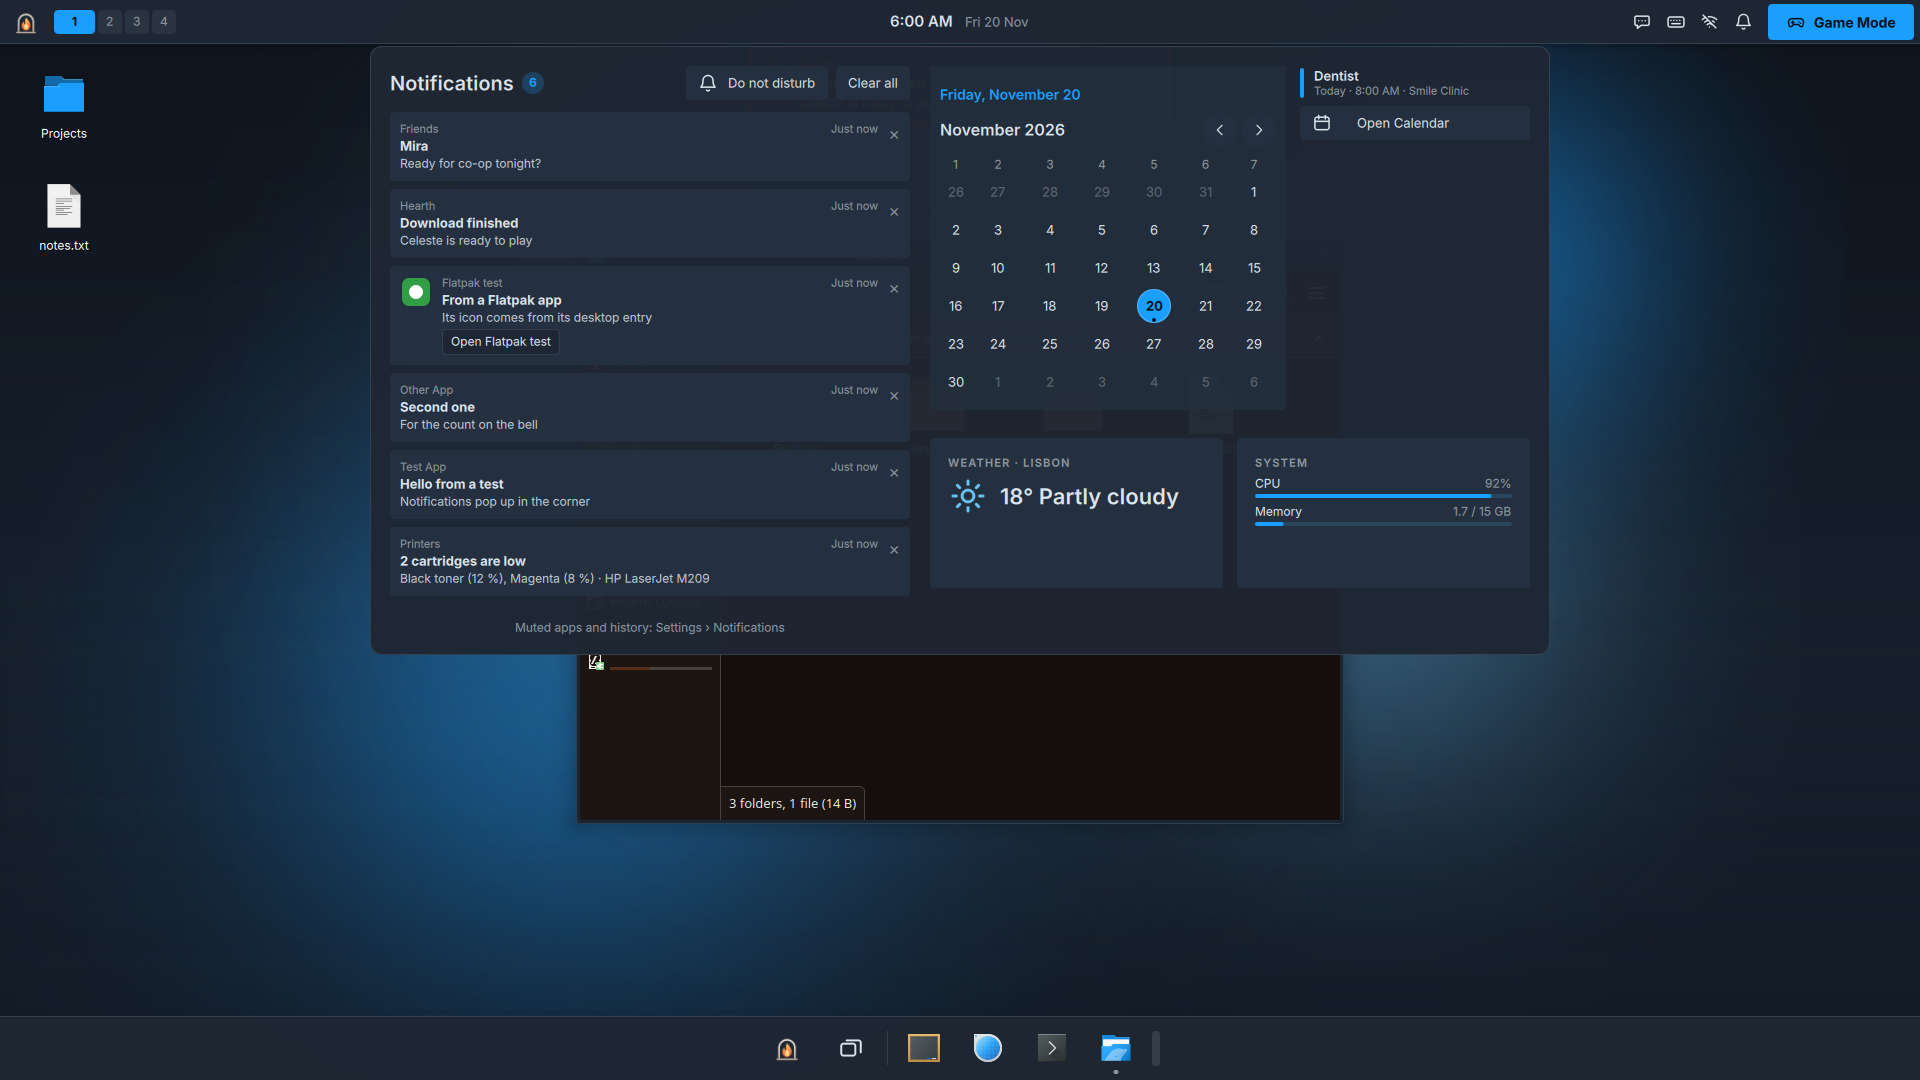 1 2 3 4
6:00 AM Fri 20 Nov
Game Mode
Projects
notes.txt
Notifications 6
Do not disturb
Clear all
Friends Just now
Mira
Ready for co-op tonight?
Hearth Just now
Download finished
Celeste is ready to play
Flatpak test Just now
From a Flatpak app
Its icon comes from its desktop entry
Open Flatpak test
Other App Just now
Second one
For the count on the bell
Test App Just now
Hello from a test
Notifications pop up in the corner
Printers Just now
2 cartridges are low
Black toner (12 %), Magenta (8 %) · HP LaserJet M209
Muted apps and history: Settings › Notifications
Friday, November 20
November 2026
1 2 3 4 5 6 7
26 27 28 29 30 31 1
2 3 4 5 6 7 8
9 10 11 12 13 14 15
16 17 18 19 20 21 22
23 24 25 26 27 28 29
30 1 2 3 4 5 6
Dentist
Today · 8:00 AM · Smile Clinic
Open Calendar
WEATHER · LISBON
18° Partly cloudy
SYSTEM
CPU 92%
Memory 1.7 / 15 GB
3 folders, 1 file (14 B)